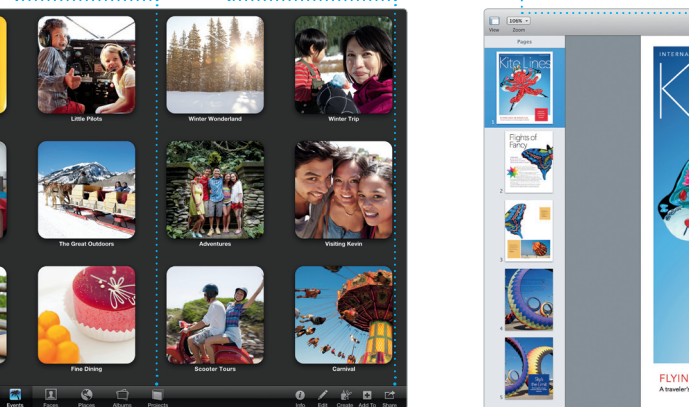 Little Pilots
Winter Wonderland
Winter Trip
The Great Outdoors
Adventures
Visiting Kevin
Fine Dining
Scooter Tours
Carnival
Events
Faces
Places
Albums
Projects
Info
Edit
Create
Add To
Share
View
106%
Zoom
Pages
Kite Lines
1
Flights of
Fancy
2
3
4
5
INTERNA
K
FLYIN
A traveler's